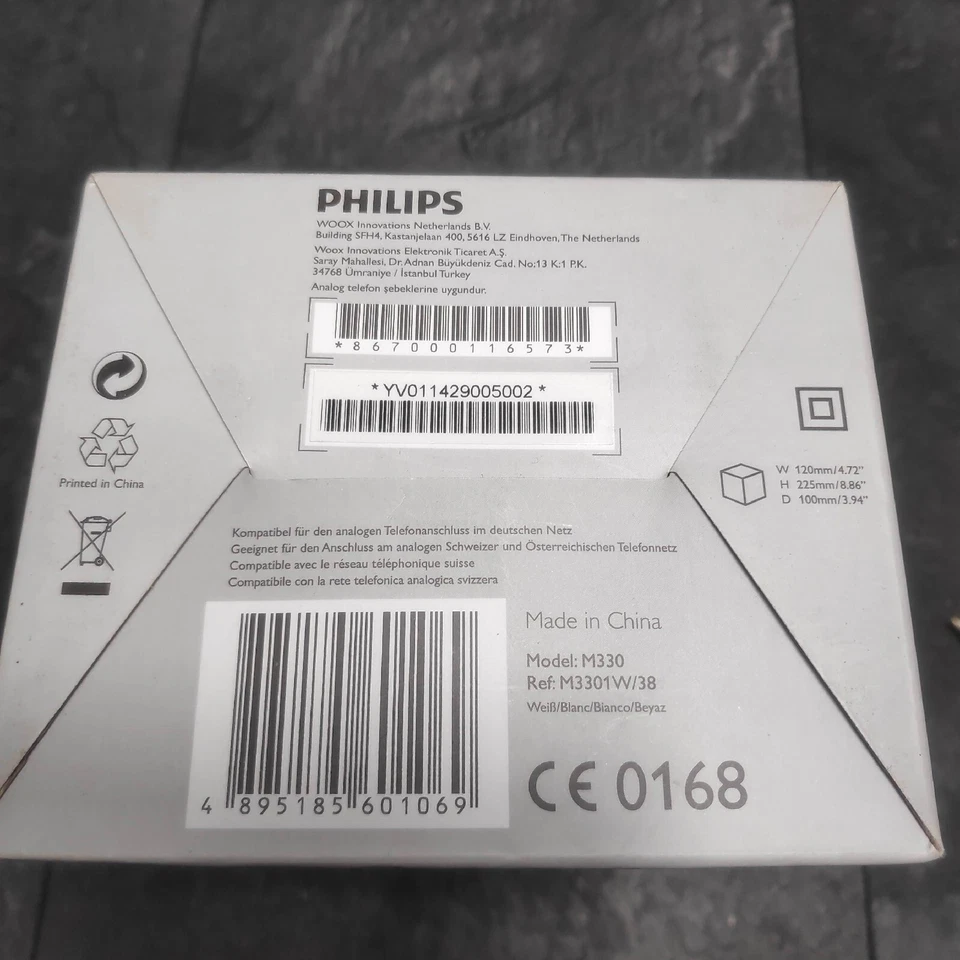 PHILIPS
WOOX Innovations Netherlands B.V.
Building SFH4, Kastanjelaan 400, 5616 LZ Eindhoven, The Netherlands
Woox Innovations Elektronik Ticaret A.Ş.
Saray Mahallesi, Dr. Adnan Büyükdeniz Cad. No:13 K:1 P.K.
34768 Ümraniye / İstanbul Turkey
Analog telefon şebeklerine uygundur.
*867000116573*
*YV011429005002*
Printed in China
W 120mm/4.72"
H 225mm/8.86"
D 100mm/3.94"
Kompatibel für den analogen Telefonanschluss im deutschen Netz
Geeignet für den Anschluss am analogen Schweizer und Österreichischen Telefonnetz
Compatible avec le réseau téléphonique suisse
Compatibile con la rete telefonica analogica svizzera
4 895185 601069
Made in China
Model: M330
Ref: M3301W/38
Weiß/Blanc/Bianco/Beyaz
CE 0168